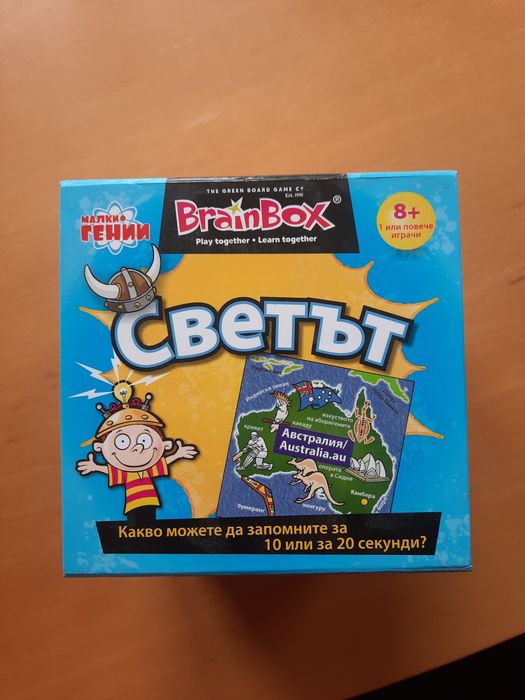 THE GREEN BOARD GAME Cº
Est. 1991
BrainBox®
Play together • Learn together
МАЛКИ
ГЕНИИ
8+
1 или повече
играчи
Светът
Индийски океан
изкуството
на аборигените
какаду
крикет
Австралия/
Australia.au
операта
в Сидни
Канбера
бумеранг
кенгуру
Какво можете да запомните за
10 или за 20 секунди?